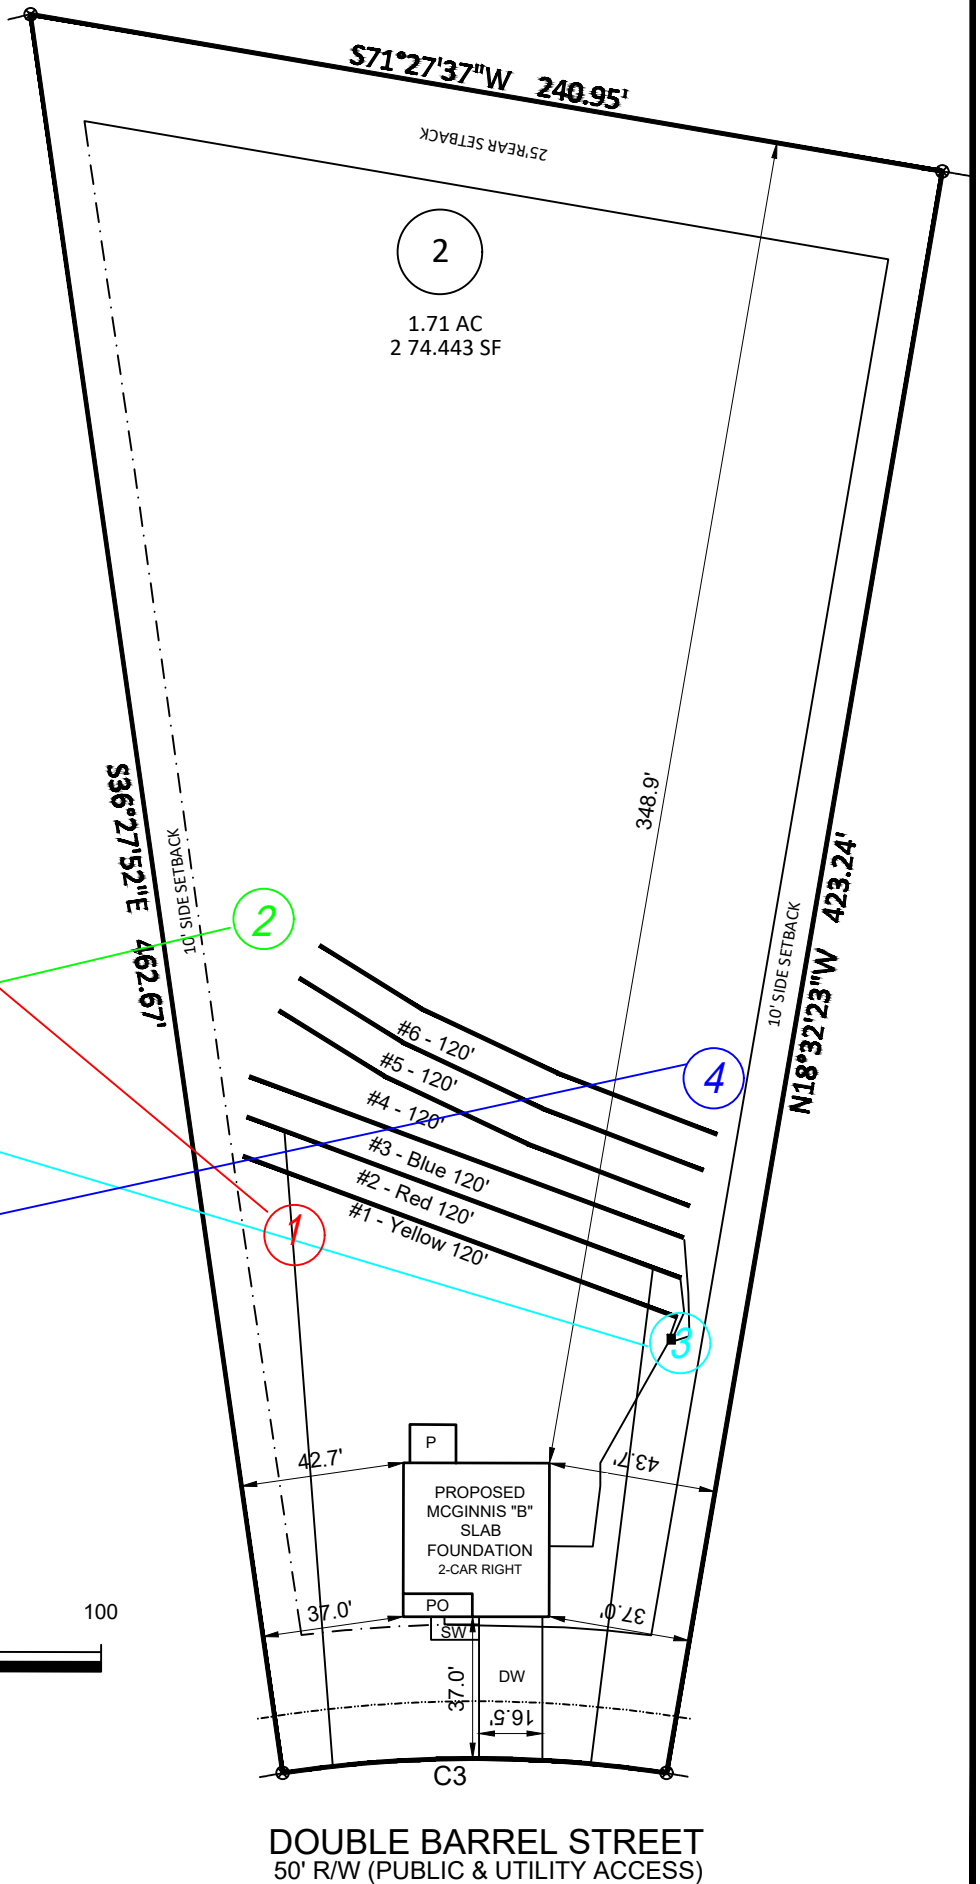 S71°27'37"W 240.95'
25'REAR SETBACK
2
1.71 AC
2 74.443 SF
348.9'
S36°27'52"E 462.67'
10' SIDE SETBACK
N18°32'23"W 423.24'
10' SIDE SETBACK
2
#6 - 120'
#5 - 120'
#4 - 120'
#3 - Blue 120'
#2 - Red 120'
#1 - Yellow 120'
4
1
3
P
42.7'
43.7'
PROPOSED
MCGINNIS "B"
SLAB
FOUNDATION
2-CAR RIGHT
PO
SW
37.0'
37.0'
37.0'
DW
16.5'
100
C3
DOUBLE BARREL STREET
50' R/W (PUBLIC & UTILITY ACCESS)